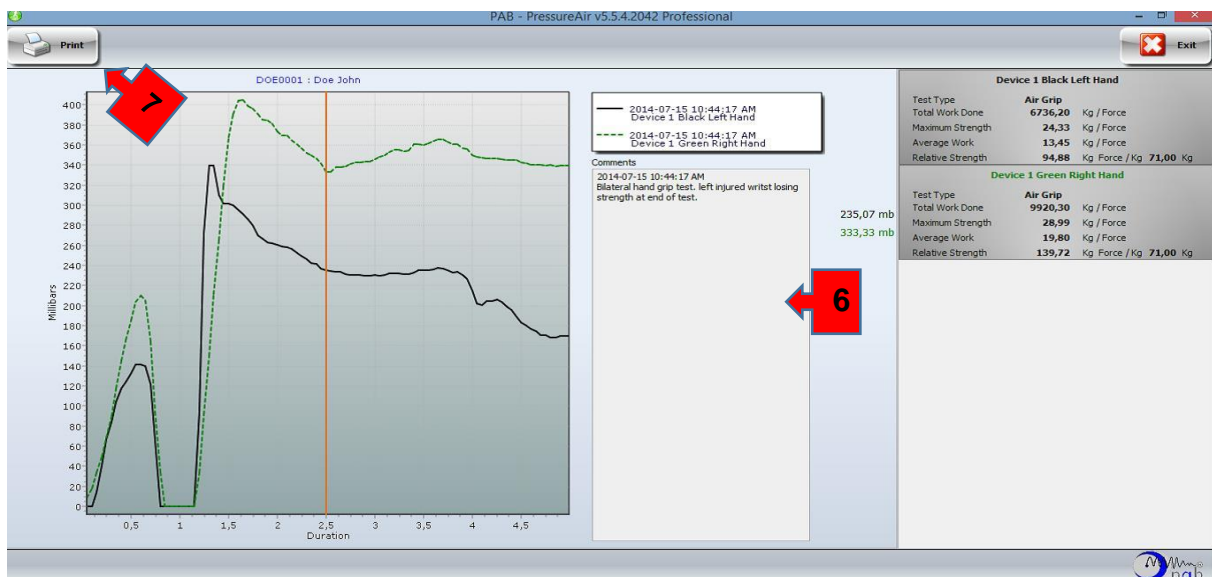 PAB - PressureAir v5.5.4.2042 Professional
Print
Exit
7
DOE0001 : Doe John
400
380
360
340
320
300
280
260
240
220
200
180
160
140
120
100
80
60
40
20
0
Millibars
0,5 1 1,5 2 2,5 3 3,5 4 4,5
Duration
2014-07-15 10:44:17 AM
Device 1 Black Left Hand
2014-07-15 10:44:17 AM
Device 1 Green Right Hand
Comments
2014-07-15 10:44:17 AM
Bilateral hand grip test. left injured writst losing
strength at end of test.
235,07 mb
333,33 mb
6
Device 1 Black Left Hand
Test Type Air Grip
Total Work Done 6736,20 Kg / Force
Maximum Strength 24,33 Kg / Force
Average Work 13,45 Kg / Force
Relative Strength 94,88 Kg Force / Kg 71,00 Kg
Device 1 Green Right Hand
Test Type Air Grip
Total Work Done 9920,30 Kg / Force
Maximum Strength 28,99 Kg / Force
Average Work 19,80 Kg / Force
Relative Strength 139,72 Kg Force / Kg 71,00 Kg
pab